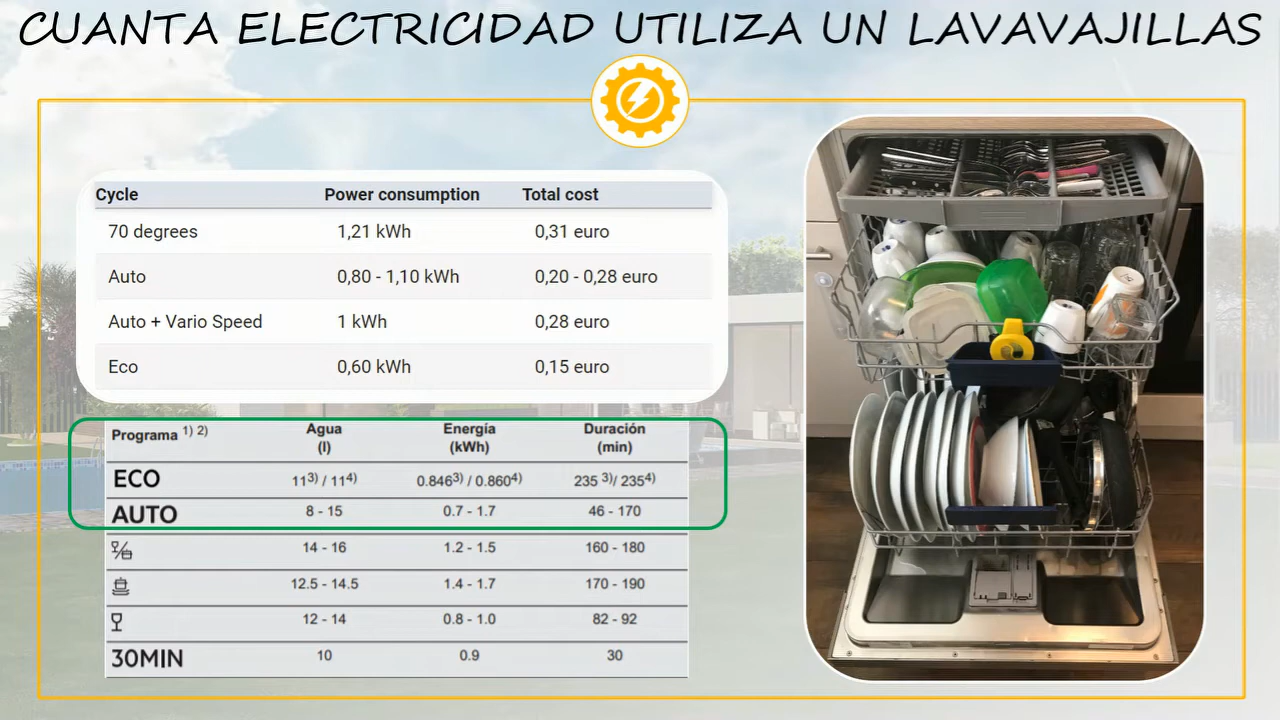 CUANTA ELECTRICIDAD UTILIZA UN LAVAVAJILLAS
Cycle Power consumption Total cost
70 degrees 1,21 kWh 0,31 euro
Auto 0,80 - 1,10 kWh 0,20 - 0,28 euro
Auto + Vario Speed 1 kWh 0,28 euro
Eco 0,60 kWh 0,15 euro
Programa 1) 2) Agua (l) Energía (kWh) Duración (min)
ECO 11 3) / 11 4) 0.846 3) / 0.860 4) 235 3)/ 235 4)
AUTO 8 - 15 0.7 - 1.7 46 - 170
14 - 16 1.2 - 1.5 160 - 180
12.5 - 14.5 1.4 - 1.7 170 - 190
12 - 14 0.8 - 1.0 82 - 92
30MIN 10 0.9 30